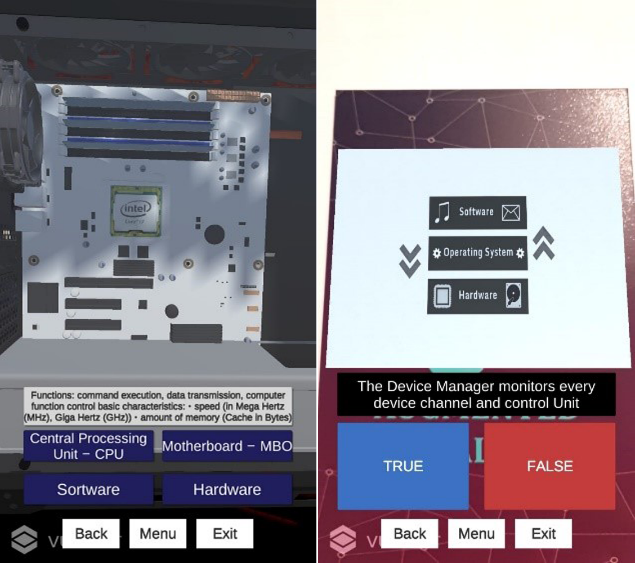 intel
Functions: command execution, data transmission, computer
function control basic characteristics: • speed (in Mega Hertz
(MHz), Giga Hertz (GHz)) • amount of memory (Cache in Bytes)
Central Processing
Unit – CPU
Motherboard – MBO
Sortware
Hardware
Back
Menu
Exit
Software
Operating System
Hardware
The Device Manager monitors every
device channel and control Unit
TRUE
FALSE
Back
Menu
Exit